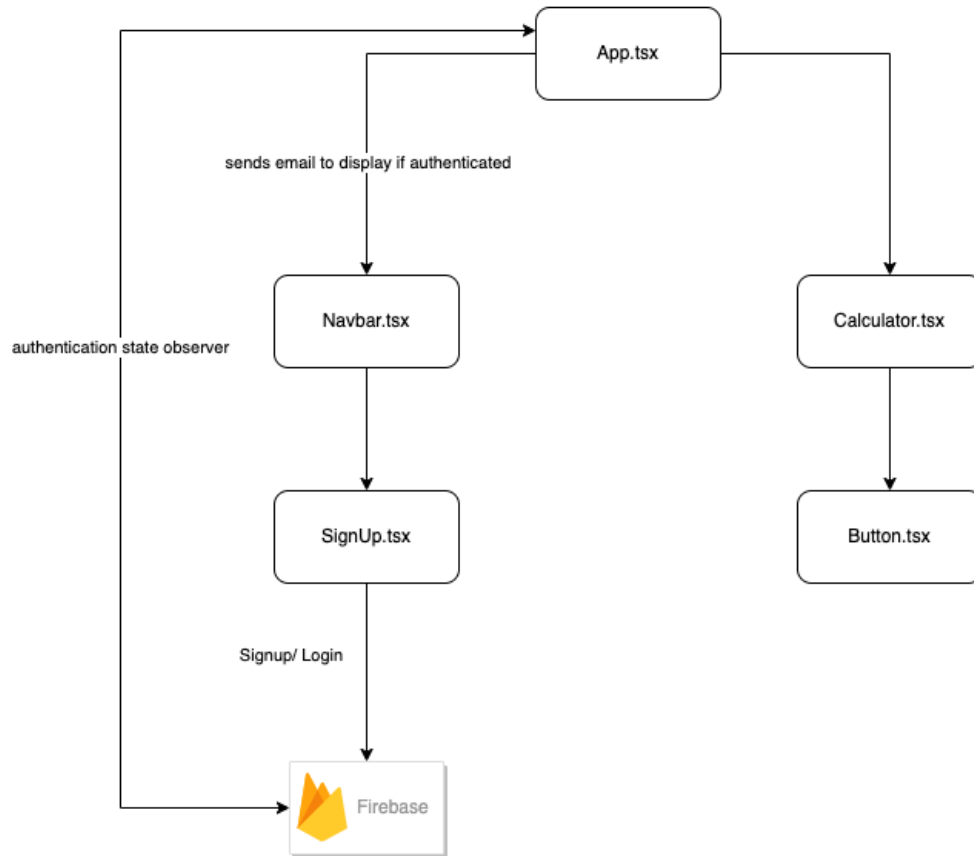 App.tsx
sends email to display if authenticated
Navbar.tsx
Calculator.tsx
authentication state observer
SignUp.tsx
Button.tsx
Signup/ Login
Firebase